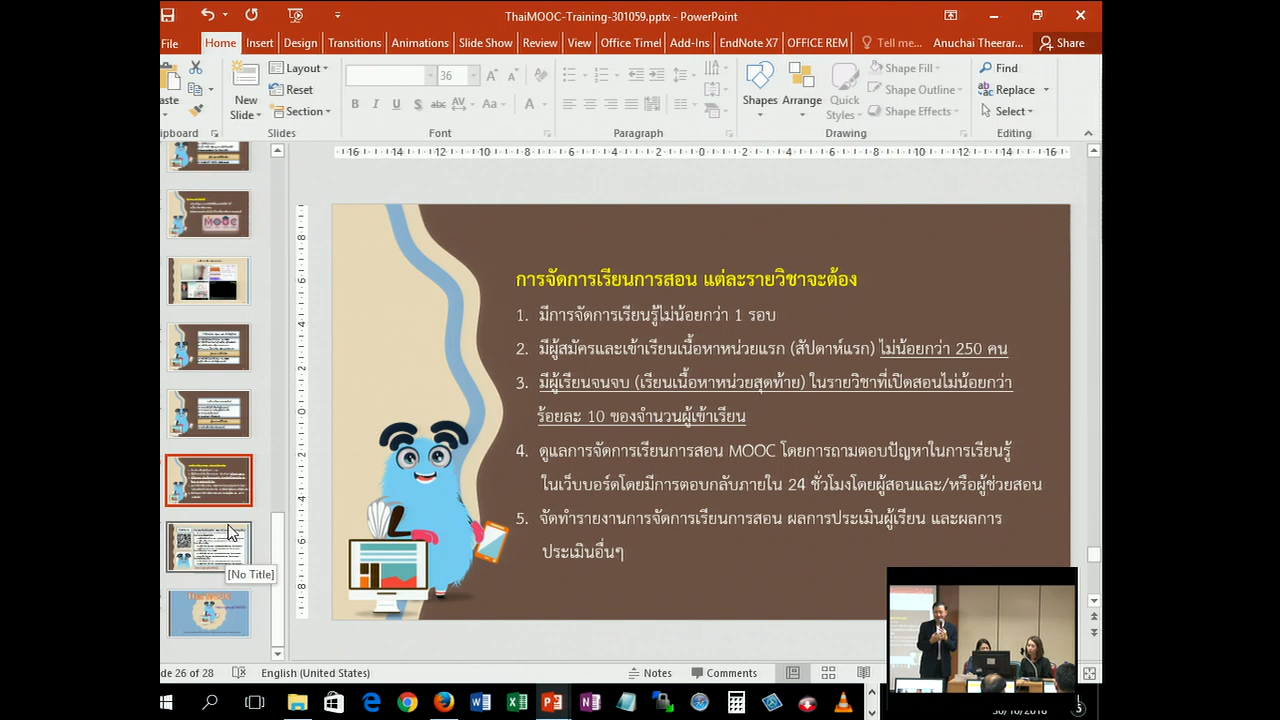 ThaiMOOC-Training-301059.pptx - PowerPoint
File Home Insert Design Transitions Animations Slide Show Review View Office Timel Add-Ins EndNote X7 OFFICE REM Tell me... Anuchai Theerar... Share
aste New Slide Layout Reset Section 36 Shapes Arrange Quick Styles Shape Fill Shape Outline Shape Effects Find Replace Select
ipboard Slides Font Paragraph Drawing Editing
การจัดการเรียนการสอน แต่ละรายวิชาจะต้อง
1. มีการจัดการเรียนรู้ไม่น้อยกว่า 1 รอบ
2. มีผู้สมัครและเข้าเรียนเนื้อหาหน่วยแรก (สัปดาห์แรก) ไม่น้อยกว่า 250 คน
3. มีผู้เรียนจนจบ (เรียนเนื้อหาหน่วยสุดท้าย) ในรายวิชาที่เปิดสอนไม่น้อยกว่า
ร้อยละ 10 ของจำนวนผู้เข้าเรียน
4. ดูแลการจัดการเรียนการสอน MOOC โดยการถามตอบปัญหาในการเรียนรู้
ในเว็บบอร์ดโดยมีการตอบกลับภายใน 24 ชั่วโมงโดยผู้สอนและ/หรือผู้ช่วยสอน
5. จัดทำรายงานการจัดการเรียนการสอน ผลการประเมินผู้เรียน และผลการ
ประเมินอื่นๆ
[No Title]
de 26 of 28 English (United States) Notes Comments
30/10/2016